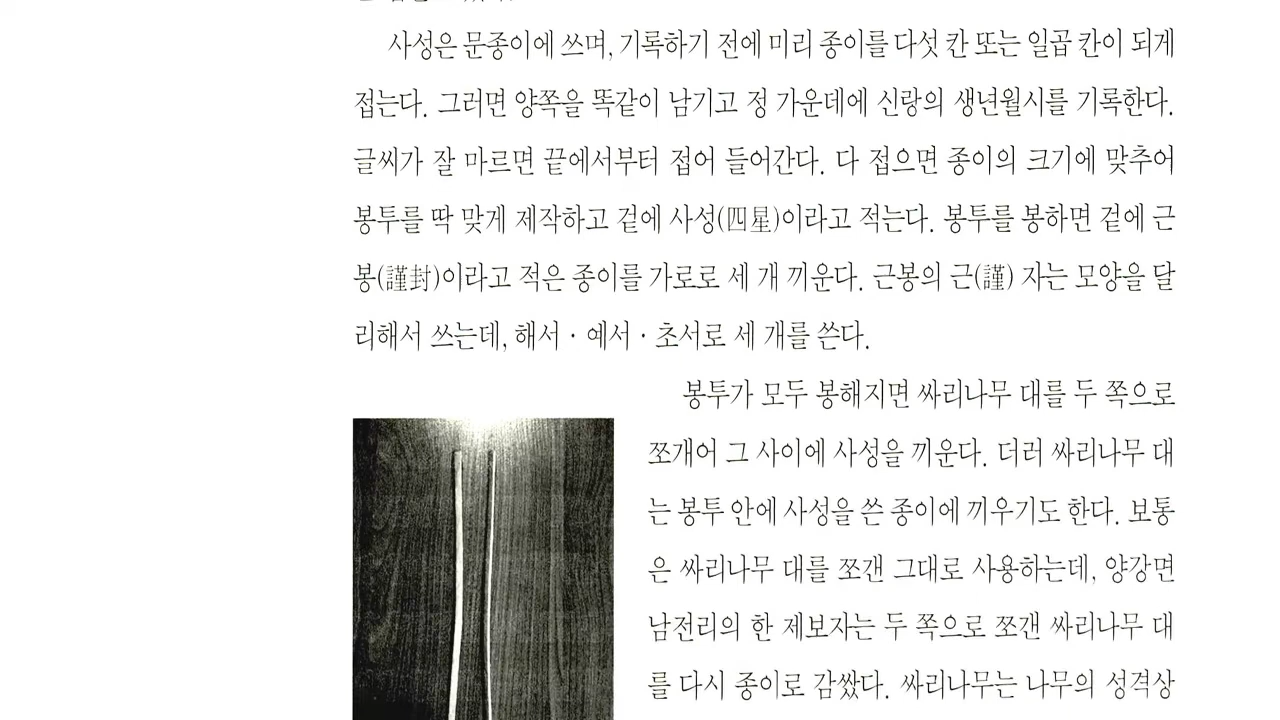 사성은 문종이에 쓰며, 기록하기 전에 미리 종이를 다섯 칸 또는 일곱 칸이 되게
접는다. 그러면 양쪽을 똑같이 남기고 정 가운데에 신랑의 생년월시를 기록한다.
글씨가 잘 마르면 끝에서부터 접어 들어간다. 다 접으면 종이의 크기에 맞추어
봉투를 딱 맞게 제작하고 겉에 사성(四星)이라고 적는다. 봉투를 봉하면 겉에 근
봉(謹封)이라고 적은 종이를 가로로 세 개 끼운다. 근봉의 근(謹) 자는 모양을 달
리해서 쓰는데, 해서 · 예서 · 초서로 세 개를 쓴다.
봉투가 모두 봉해지면 싸리나무 대를 두 쪽으로
쪼개어 그 사이에 사성을 끼운다. 더러 싸리나무 대
는 봉투 안에 사성을 쓴 종이에 끼우기도 한다. 보통
은 싸리나무 대를 쪼갠 그대로 사용하는데, 양강면
남전리의 한 제보자는 두 쪽으로 쪼갠 싸리나무 대
를 다시 종이로 감쌌다. 싸리나무는 나무의 성격상